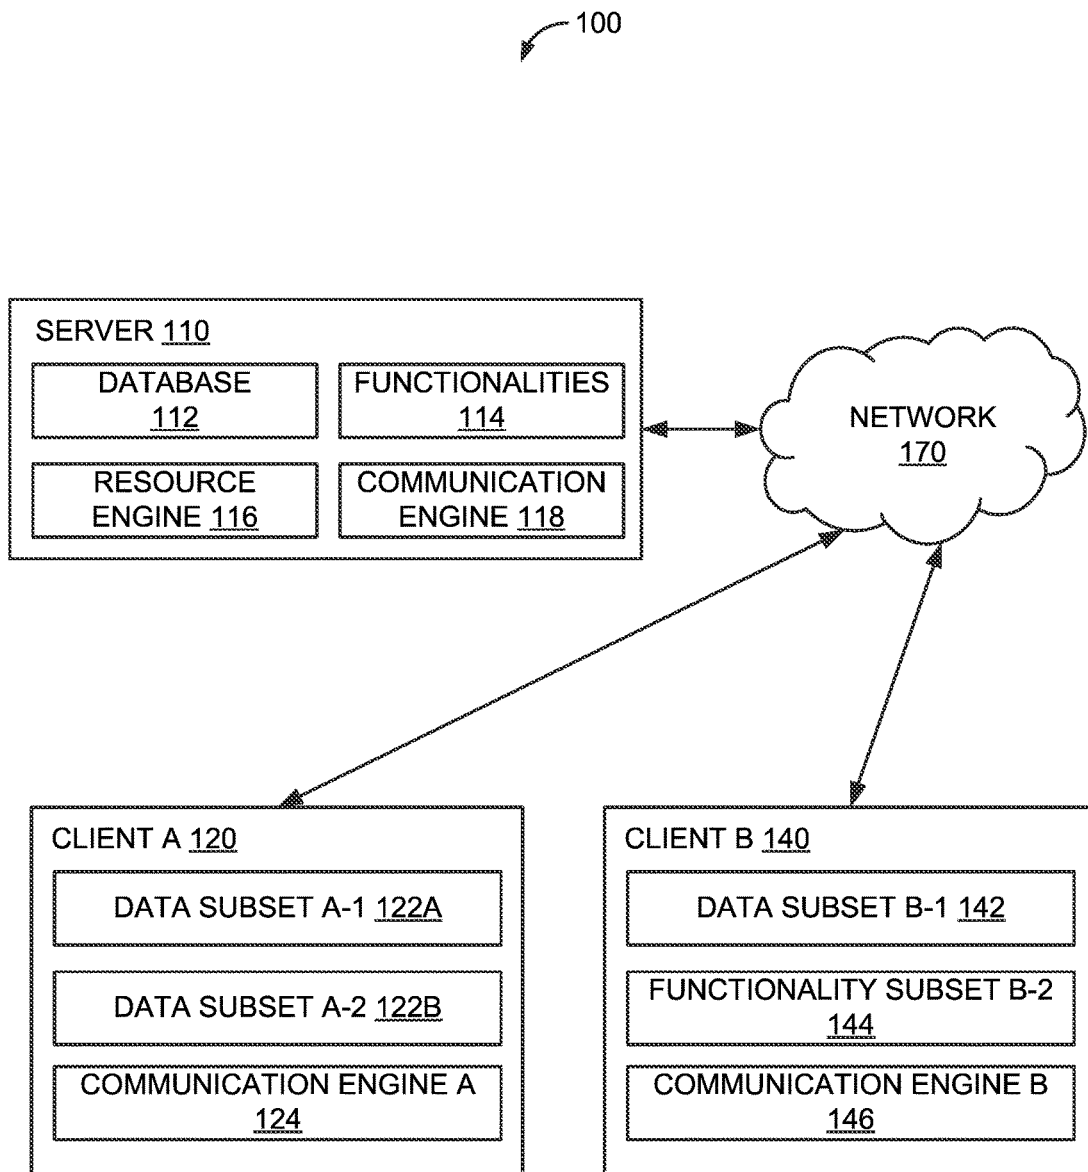 100
SERVER 110
DATABASE
112
FUNCTIONALITIES
114
RESOURCE
ENGINE 116
COMMUNICATION
ENGINE 118
NETWORK
170
CLIENT A 120
DATA SUBSET A-1 122A
DATA SUBSET A-2 122B
COMMUNICATION ENGINE A
124
CLIENT B 140
DATA SUBSET B-1 142
FUNCTIONALITY SUBSET B-2
144
COMMUNICATION ENGINE B
146